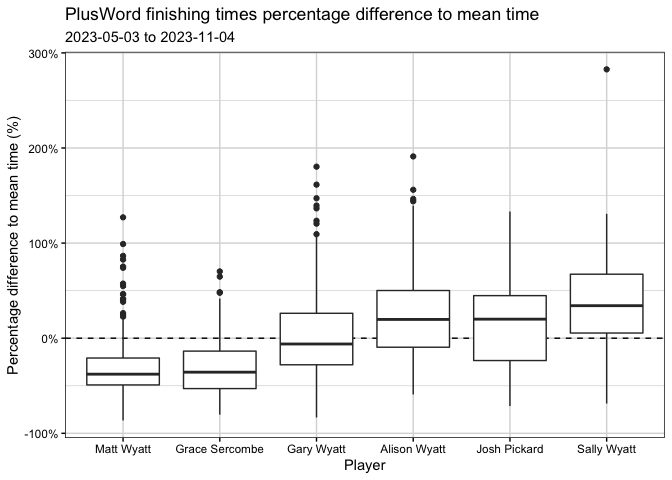 PlusWord finishing times percentage difference to mean time
2023-05-03 to 2023-11-04
Percentage difference to mean time (%)
300%
200%
100%
0%
-100%
Matt Wyatt Grace Sercombe Gary Wyatt Alison Wyatt Josh Pickard Sally Wyatt
Player